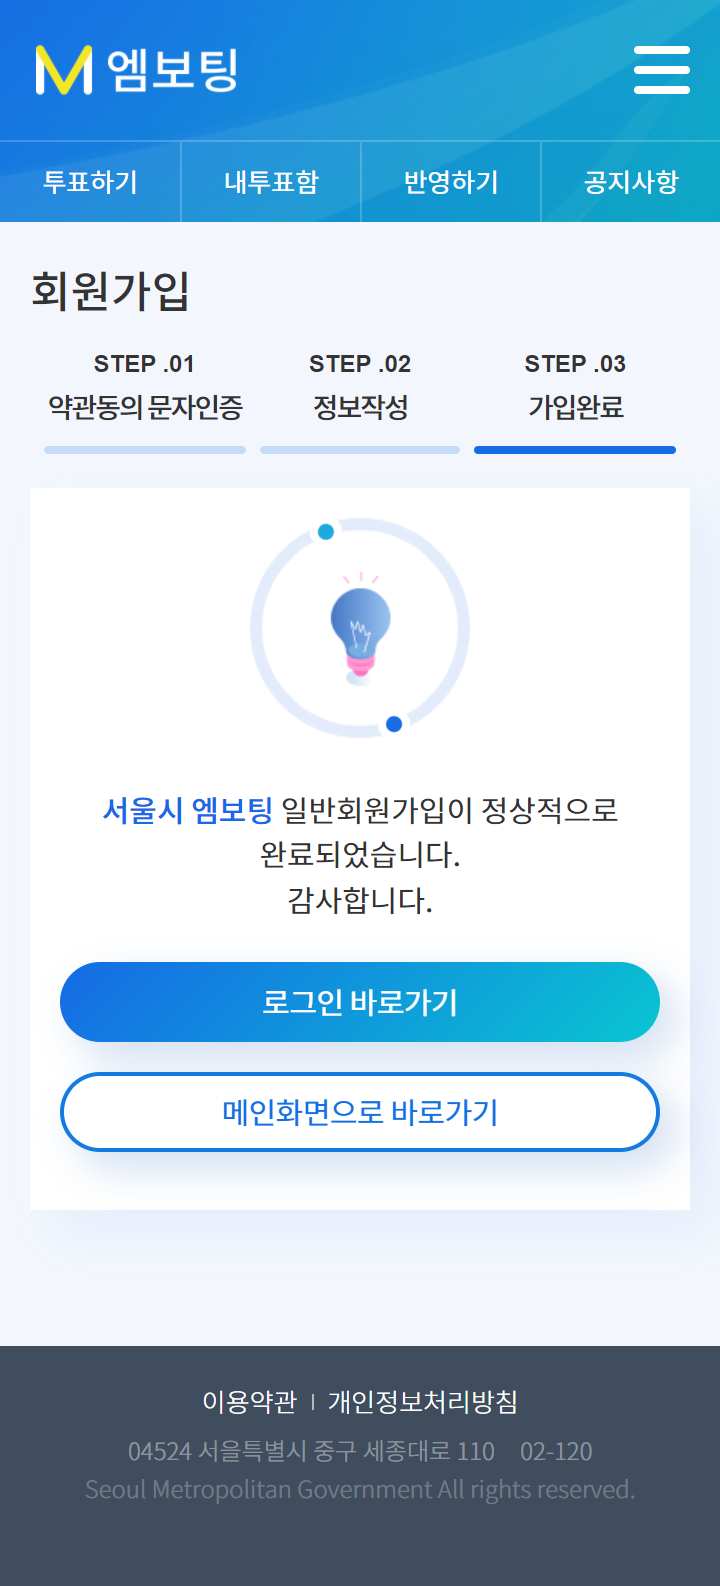 엠보팅
투표하기 내투표함 반영하기 공지사항
회원가입
STEP .01 STEP .02 STEP .03
약관동의 문자인증 정보작성 가입완료
서울시 엠보팅 일반회원가입이 정상적으로
완료되었습니다.
감사합니다.
로그인 바로가기
메인화면으로 바로가기
이용약관 | 개인정보처리방침
04524 서울특별시 중구 세종대로 110 02-120
Seoul Metropolitan Government All rights reserved.